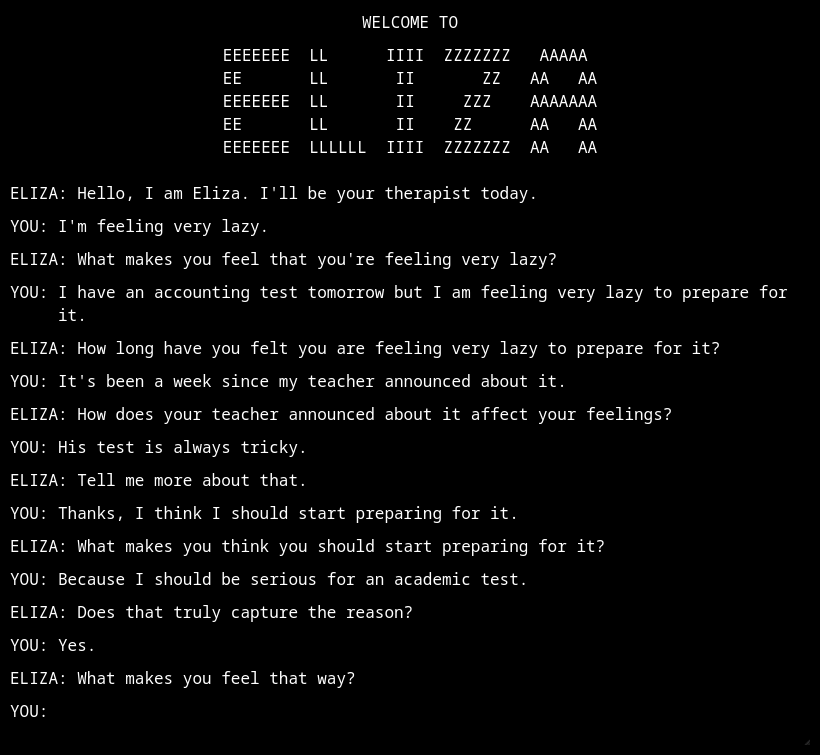 WELCOME TO
EEEEEEE  LL      IIII  ZZZZZZZ   AAAAA
EE       LL       II       ZZ   AA   AA
EEEEEEE  LL       II     ZZZ    AAAAAAA
EE       LL       II    ZZ      AA   AA
EEEEEEE  LLLLLL  IIII  ZZZZZZZ  AA   AA
ELIZA: Hello, I am Eliza. I'll be your therapist today.
YOU: I'm feeling very lazy.
ELIZA: What makes you feel that you're feeling very lazy?
YOU: I have an accounting test tomorrow but I am feeling very lazy to prepare for
it.
ELIZA: How long have you felt you are feeling very lazy to prepare for it?
YOU: It's been a week since my teacher announced about it.
ELIZA: How does your teacher announced about it affect your feelings?
YOU: His test is always tricky.
ELIZA: Tell me more about that.
YOU: Thanks, I think I should start preparing for it.
ELIZA: What makes you think you should start preparing for it?
YOU: Because I should be serious for an academic test.
ELIZA: Does that truly capture the reason?
YOU: Yes.
ELIZA: What makes you feel that way?
YOU: